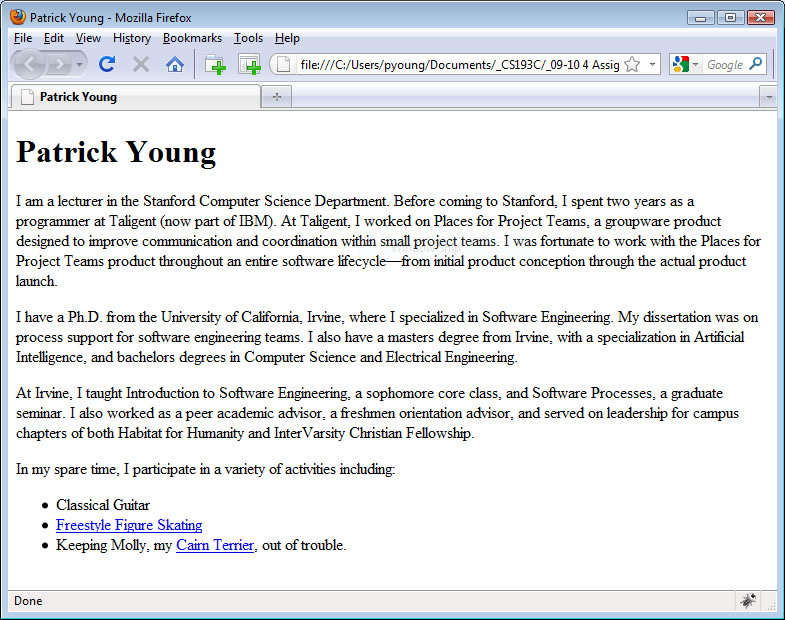 Patrick Young - Mozilla Firefox
File Edit View History Bookmarks Tools Help
file:///C:/Users/pyoung/Documents/_CS193C/_09-10 4 Assig
Google
Patrick Young
Patrick Young
I am a lecturer in the Stanford Computer Science Department. Before coming to Stanford, I spent two years as a
programmer at Taligent (now part of IBM). At Taligent, I worked on Places for Project Teams, a groupware product
designed to improve communication and coordination within small project teams. I was fortunate to work with the Places for
Project Teams product throughout an entire software lifecycle—from initial product conception through the actual product
launch.
I have a Ph.D. from the University of California, Irvine, where I specialized in Software Engineering. My dissertation was on
process support for software engineering teams. I also have a masters degree from Irvine, with a specialization in Artificial
Intelligence, and bachelors degrees in Computer Science and Electrical Engineering.
At Irvine, I taught Introduction to Software Engineering, a sophomore core class, and Software Processes, a graduate
seminar. I also worked as a peer academic advisor, a freshmen orientation advisor, and served on leadership for campus
chapters of both Habitat for Humanity and InterVarsity Christian Fellowship.
In my spare time, I participate in a variety of activities including:
• Classical Guitar
• Freestyle Figure Skating
• Keeping Molly, my Cairn Terrier, out of trouble.
Done